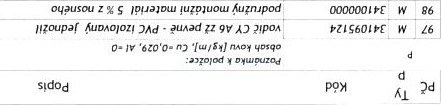 PČ Ty p Kód Popis
P
Poznámka k položce:
obsah kovu [kg/m], Cu =0,029, Al =0
97 M 341095124 vodič CY A6 zž pevně - PVC izolovaný jednožil
98 M 3410000000 podružný montážní materiál 5 % z nosného